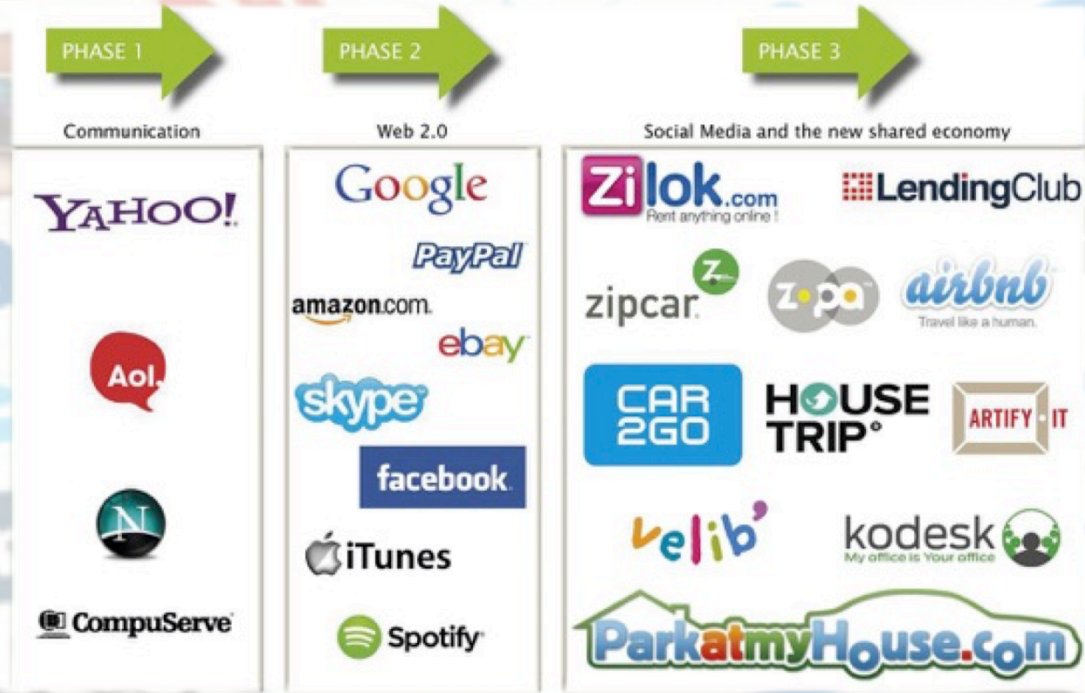 PHASE 1
PHASE 2
PHASE 3
Communication
Web 2.0
Social Media and the new shared economy
YAHOO!
Aol.
N
CompuServe
Google
PayPal
amazon.com
ebay
skype
facebook
iTunes
Spotify
Zilok.com
Rent anything online !
LendingClub
zipcar
Z
zopa
airbnb
Travel like a human.
CAR
2GO
HOUSE
TRIP
ARTIFY IT
velib'
kodesk
My office is Your office
ParkatmyHouse.com